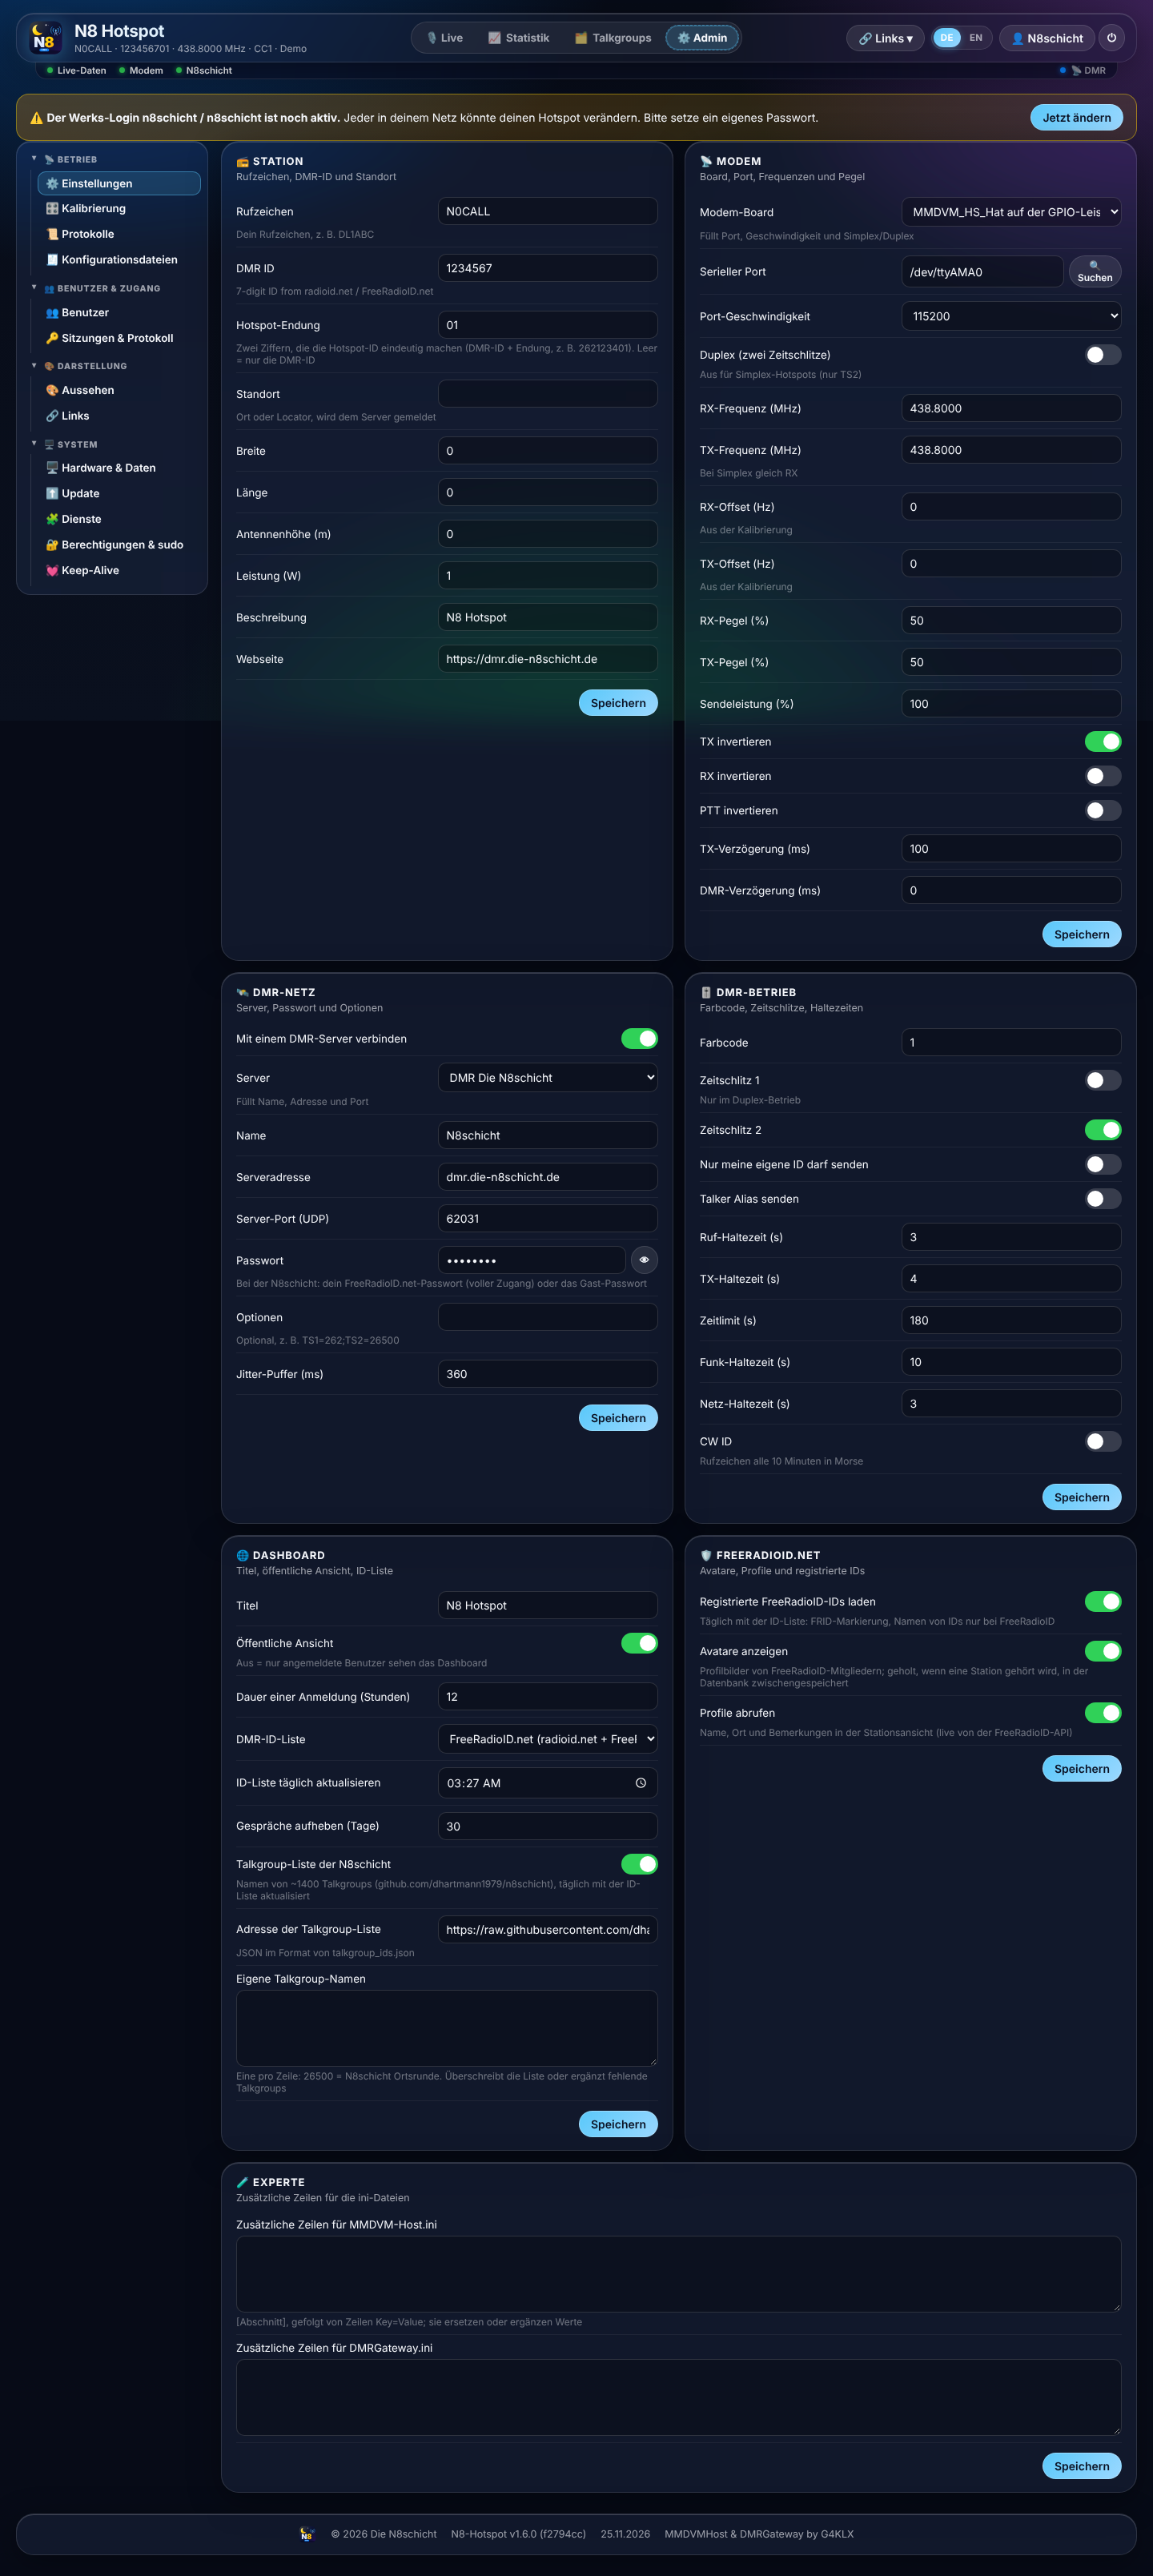 N8 Hotspot
N0CALL · 123456701 · 438.8000 MHz · CC1 · Demo
Live
Statistik
Talkgroups
Admin
Links ▾
DE
EN
N8schicht
Live-Daten
Modem
N8schicht
DMR
Der Werks-Login n8schicht / n8schicht ist noch aktiv. Jeder in deinem Netz könnte deinen Hotspot verändern. Bitte setze ein eigenes Passwort.
Jetzt ändern
BETRIEB
Einstellungen
Kalibrierung
Protokolle
Konfigurationsdateien
BENUTZER & ZUGANG
Benutzer
Sitzungen & Protokoll
DARSTELLUNG
Aussehen
Links
SYSTEM
Hardware & Daten
Update
Dienste
Berechtigungen & sudo
Keep-Alive
STATION
Rufzeichen, DMR-ID und Standort
Rufzeichen
N0CALL
Dein Rufzeichen, z. B. DL1ABC
DMR ID
1234567
7-digit ID from radioid.net / FreeRadioID.net
Hotspot-Endung
01
Zwei Ziffern, die die Hotspot-ID eindeutig machen (DMR-ID + Endung, z. B. 262123401). Leer
= nur die DMR-ID
Standort
Ort oder Locator, wird dem Server gemeldet
Breite
0
Länge
0
Antennenhöhe (m)
0
Leistung (W)
1
Beschreibung
N8 Hotspot
Webseite
https://dmr.die-n8schicht.de
Speichern
MODEM
Board, Port, Frequenzen und Pegel
Modem-Board
MMDVM_HS_Hat auf der GPIO-Leis
Füllt Port, Geschwindigkeit und Simplex/Duplex
Serieller Port
/dev/ttyAMA0
Suchen
Port-Geschwindigkeit
115200
Duplex (zwei Zeitschlitze)
Aus für Simplex-Hotspots (nur TS2)
RX-Frequenz (MHz)
438.8000
TX-Frequenz (MHz)
438.8000
Bei Simplex gleich RX
RX-Offset (Hz)
0
Aus der Kalibrierung
TX-Offset (Hz)
0
Aus der Kalibrierung
RX-Pegel (%)
50
TX-Pegel (%)
50
Sendeleistung (%)
100
TX invertieren
RX invertieren
PTT invertieren
TX-Verzögerung (ms)
100
DMR-Verzögerung (ms)
0
Speichern
DMR-NETZ
Server, Passwort und Optionen
Mit einem DMR-Server verbinden
Server
DMR Die N8schicht
Füllt Name, Adresse und Port
Name
N8schicht
Serveradresse
dmr.die-n8schicht.de
Server-Port (UDP)
62031
Passwort
••••••••
Bei der N8schicht: dein FreeRadioID.net-Passwort (voller Zugang) oder das Gast-Passwort
Optionen
Optional, z. B. TS1=262;TS2=26500
Jitter-Puffer (ms)
360
Speichern
DMR-BETRIEB
Farbcode, Zeitschlitze, Haltezeiten
Farbcode
1
Zeitschlitz 1
Nur im Duplex-Betrieb
Zeitschlitz 2
Nur meine eigene ID darf senden
Talker Alias senden
Ruf-Haltezeit (s)
3
TX-Haltezeit (s)
4
Zeitlimit (s)
180
Funk-Haltezeit (s)
10
Netz-Haltezeit (s)
3
CW ID
Rufzeichen alle 10 Minuten in Morse
Speichern
DASHBOARD
Titel, öffentliche Ansicht, ID-Liste
Titel
N8 Hotspot
Öffentliche Ansicht
Aus = nur angemeldete Benutzer sehen das Dashboard
Dauer einer Anmeldung (Stunden)
12
DMR-ID-Liste
FreeRadioID.net (radioid.net + FreeI
ID-Liste täglich aktualisieren
03:27 AM
Gespräche aufheben (Tage)
30
Talkgroup-Liste der N8schicht
Namen von ~1400 Talkgroups (github.com/dhartmann1979/n8schicht), täglich mit der ID-
Liste aktualisiert
Adresse der Talkgroup-Liste
https://raw.githubusercontent.com/dha
JSON im Format von talkgroup_ids.json
Eigene Talkgroup-Namen
Eine pro Zeile: 26500 = N8schicht Ortsrunde. Überschreibt die Liste oder ergänzt fehlende
Talkgroups
Speichern
FREERADIOID.NET
Avatare, Profile und registrierte IDs
Registrierte FreeRadioID-IDs laden
Täglich mit der ID-Liste: FRID-Markierung, Namen von IDs nur bei FreeRadioID
Avatare anzeigen
Profilbilder von FreeRadioID-Mitgliedern; geholt, wenn eine Station gehört wird, in der
Datenbank zwischengespeichert
Profile abrufen
Name, Ort und Bemerkungen in der Stationsansicht (live von der FreeRadioID-API)
Speichern
EXPERTE
Zusätzliche Zeilen für die ini-Dateien
Zusätzliche Zeilen für MMDVM-Host.ini
[Abschnitt], gefolgt von Zeilen Key=Value; sie ersetzen oder ergänzen Werte
Zusätzliche Zeilen für DMRGateway.ini
Speichern
N8
© 2026 Die N8schicht
N8-Hotspot v1.6.0 (f2794cc)
25.11.2026
MMDVMHost & DMRGateway by G4KLX